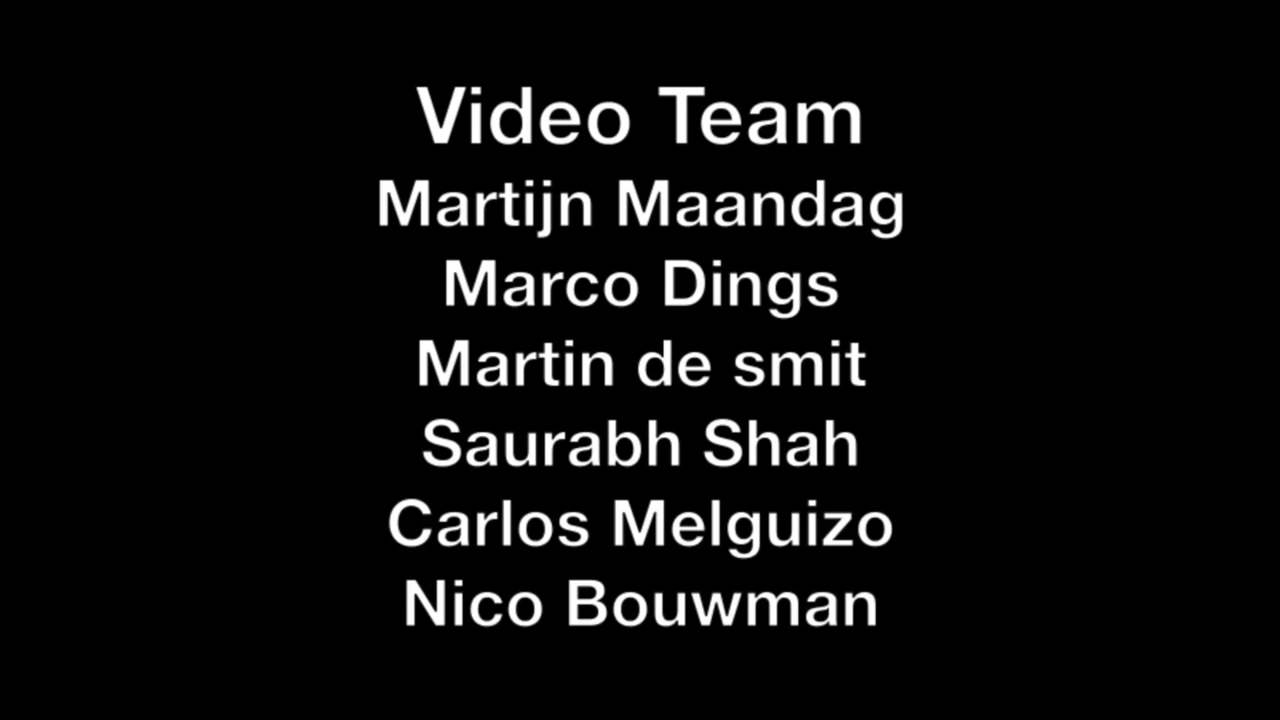 Video Team
Martijn Maandag
Marco Dings
Martin de smit
Saurabh Shah
Carlos Melguizo
Nico Bouwman